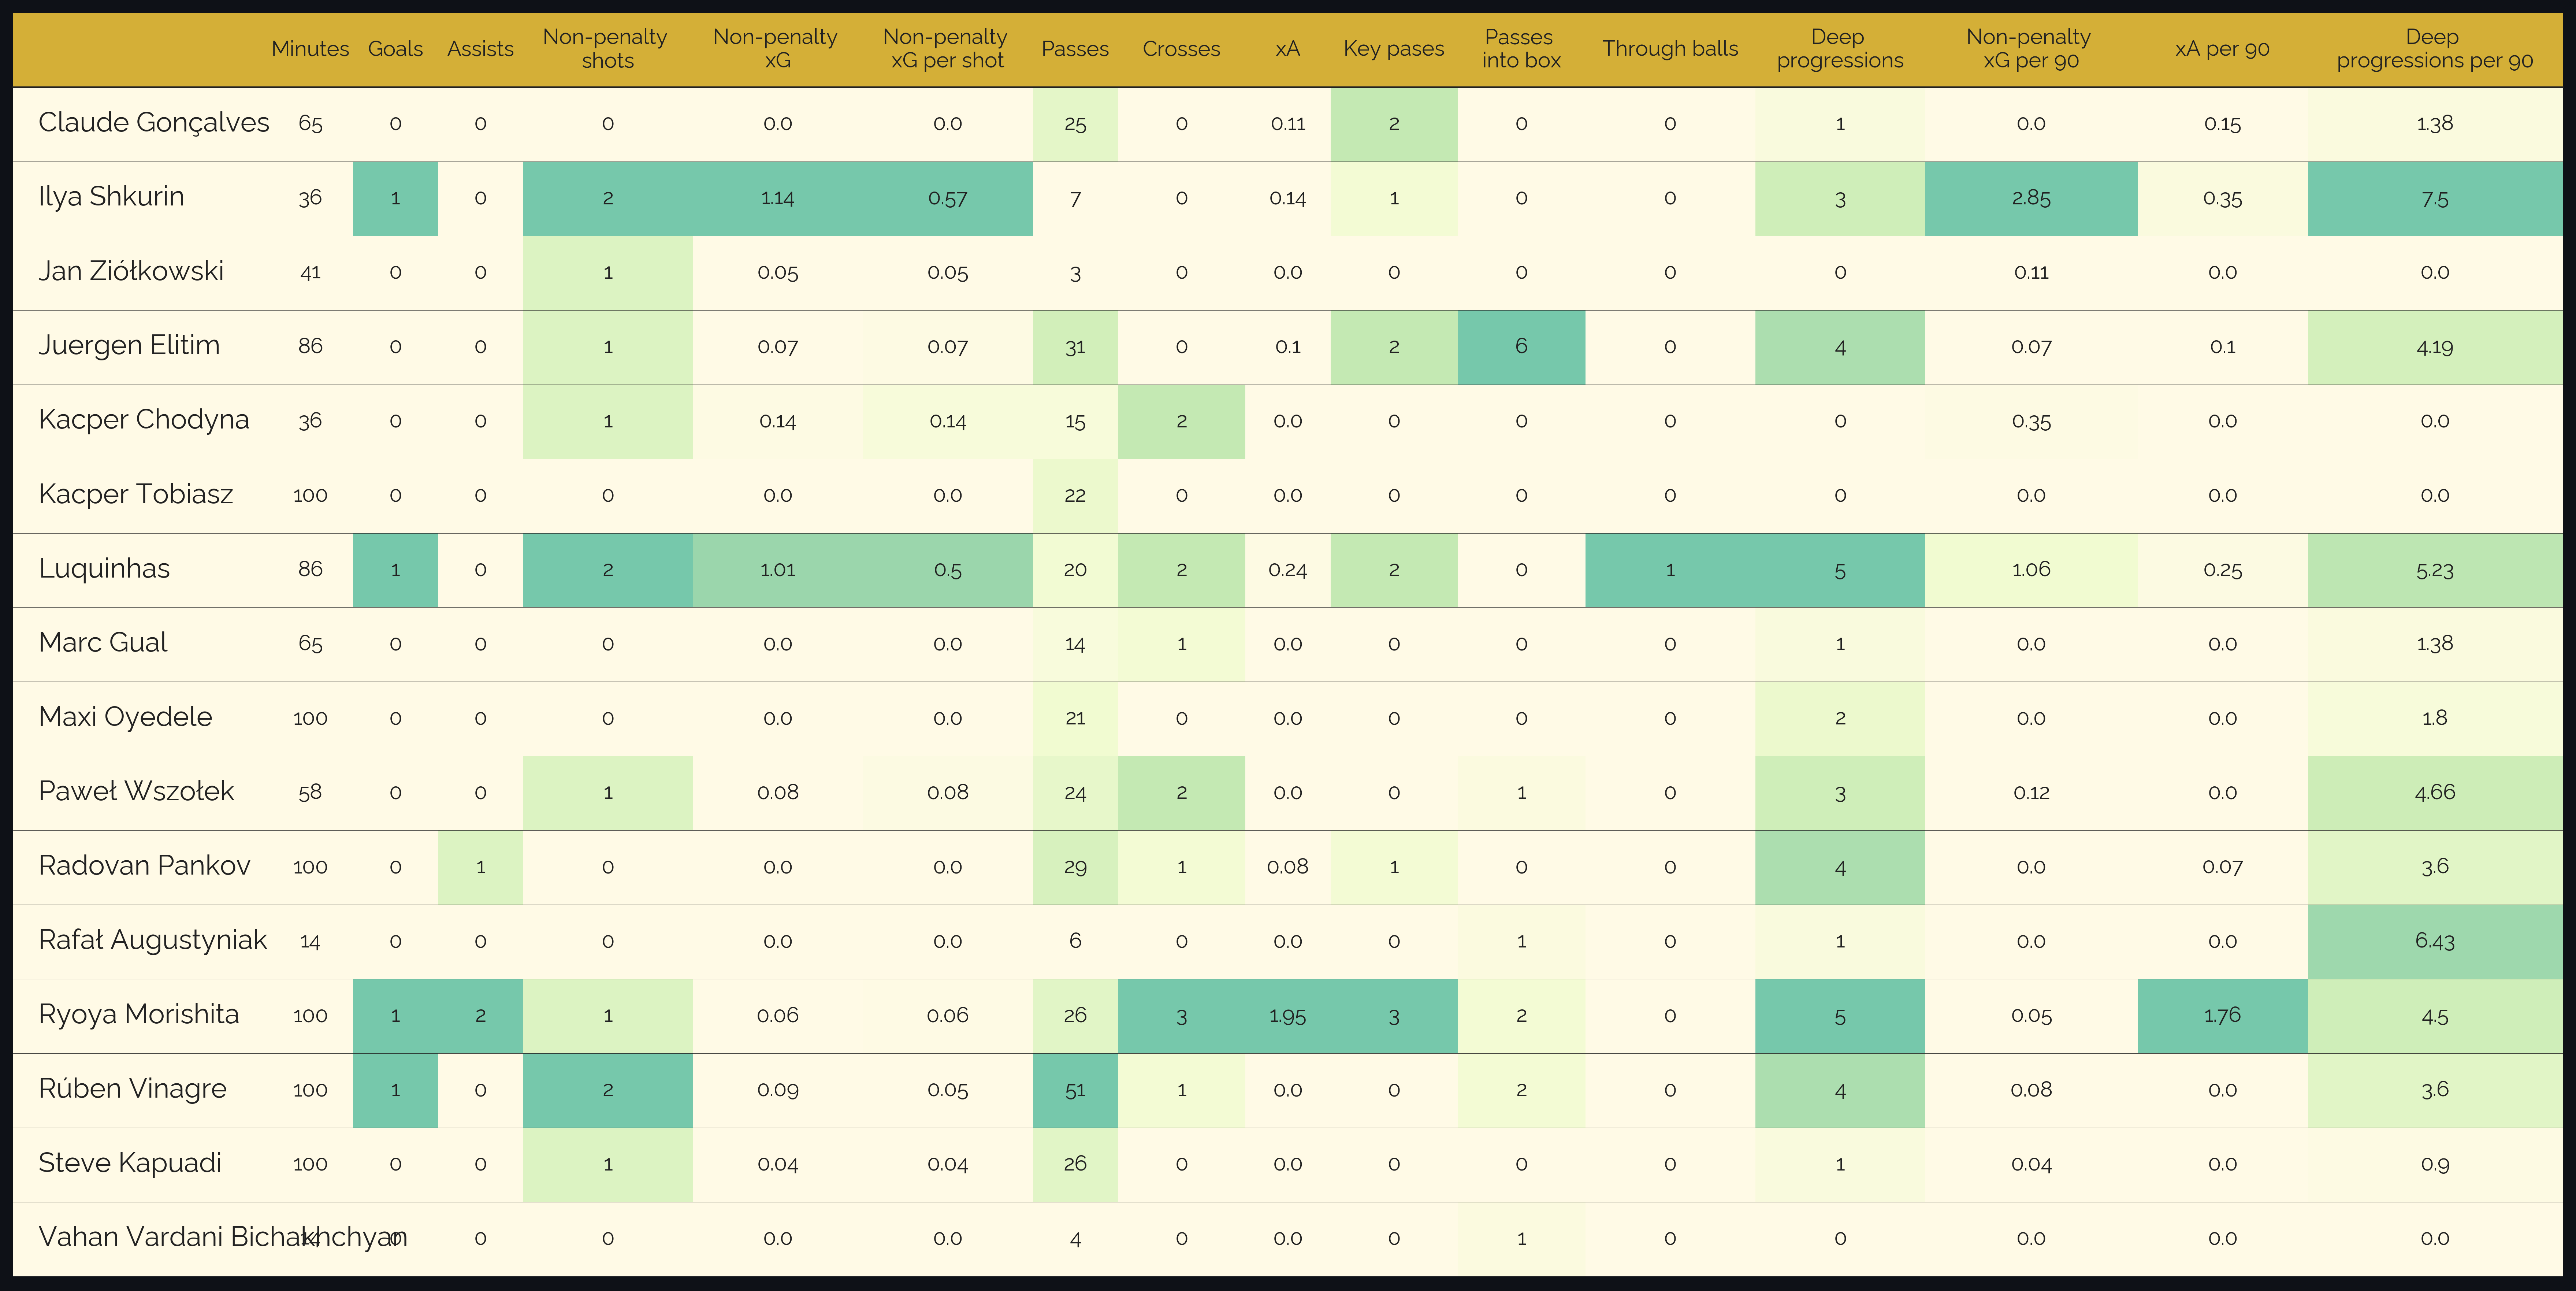 Minutes Goals Assists Non-penalty shots Non-penalty xG Non-penalty xG per shot Passes Crosses xA Key pases Passes into box Through balls Deep progressions Non-penalty xG per 90 xA per 90 Deep progressions per 90
Claude Gonçalves 65 0 0 0 0.0 0.0 25 0 0.11 2 0 0 1 0.0 0.15 1.38
Ilya Shkurin 36 1 0 2 1.14 0.57 7 0 0.14 1 0 0 3 2.85 0.35 7.5
Jan Ziółkowski 41 0 0 1 0.05 0.05 3 0 0.0 0 0 0 0 0.11 0.0 0.0
Juergen Elitim 86 0 0 1 0.07 0.07 31 0 0.1 2 6 0 4 0.07 0.1 4.19
Kacper Chodyna 36 0 0 1 0.14 0.14 15 2 0.0 0 0 0 0 0.35 0.0 0.0
Kacper Tobiasz 100 0 0 0 0.0 0.0 22 0 0.0 0 0 0 0 0.0 0.0 0.0
Luquinhas 86 1 0 2 1.01 0.5 20 2 0.24 2 0 1 5 1.06 0.25 5.23
Marc Gual 65 0 0 0 0.0 0.0 14 1 0.0 0 0 0 1 0.0 0.0 1.38
Maxi Oyedele 100 0 0 0 0.0 0.0 21 0 0.0 0 0 0 2 0.0 0.0 1.8
Paweł Wszołek 58 0 0 1 0.08 0.08 24 2 0.0 0 1 0 3 0.12 0.0 4.66
Radovan Pankov 100 0 1 0 0.0 0.0 29 1 0.08 1 0 0 4 0.0 0.07 3.6
Rafał Augustyniak 14 0 0 0 0.0 0.0 6 0 0.0 0 1 0 1 0.0 0.0 6.43
Ryoya Morishita 100 1 2 1 0.06 0.06 26 3 1.95 3 2 0 5 0.05 1.76 4.5
Rúben Vinagre 100 1 0 2 0.09 0.05 51 1 0.0 0 2 0 4 0.08 0.0 3.6
Steve Kapuadi 100 0 0 1 0.04 0.04 26 0 0.0 0 0 0 1 0.04 0.0 0.9
Vahan Vardani Bichakhchyan 14 0 0 0 0.0 0.0 4 0 0.0 0 1 0 0 0.0 0.0 0.0